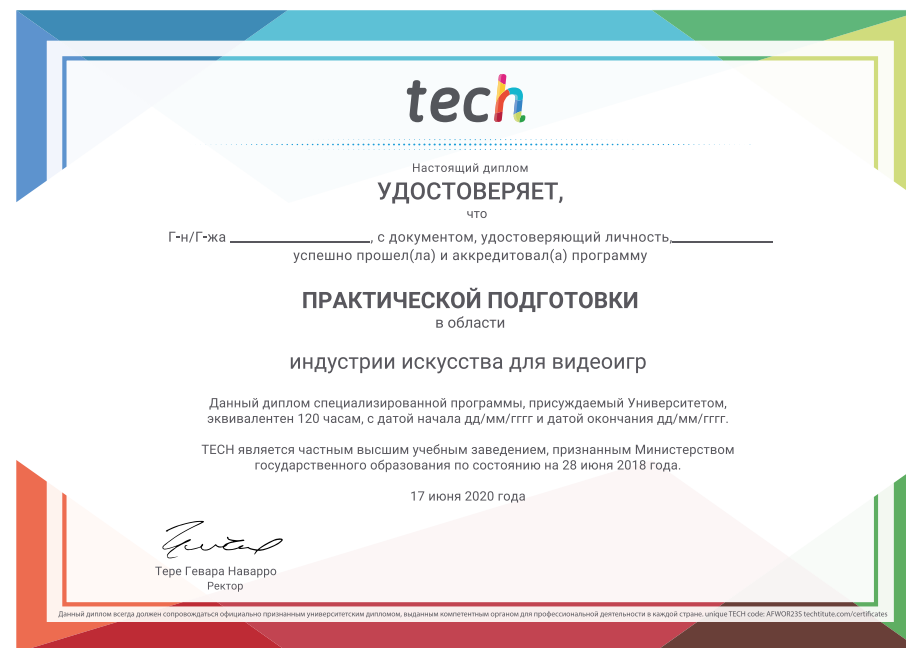 tech
Настоящий диплом
УДОСТОВЕРЯЕТ,
что
Г-н/Г-жа ____________________, с документом, удостоверяющий личность,______________
успешно прошел(ла) и аккредитовал(а) программу
ПРАКТИЧЕСКОЙ ПОДГОТОВКИ
в области
индустрии искусства для видеоигр
Данный диплом специализированной программы, присуждаемый Университетом,
эквивалентен 120 часам, с датой начала дд/мм/гггг и датой окончания дд/мм/гггг.
TECH является частным высшим учебным заведением, признанным Министерством
государственного образования по состоянию на 28 июня 2018 года.
17 июня 2020 года
Тере Гевара Наварро
Ректор
Данный диплом всегда должен сопровождаться официально признанным университетским дипломом, выданным компетентным органом для профессиональной деятельности в каждой стране. unique TECH code: AFWOR23S techtitute.com/certificates